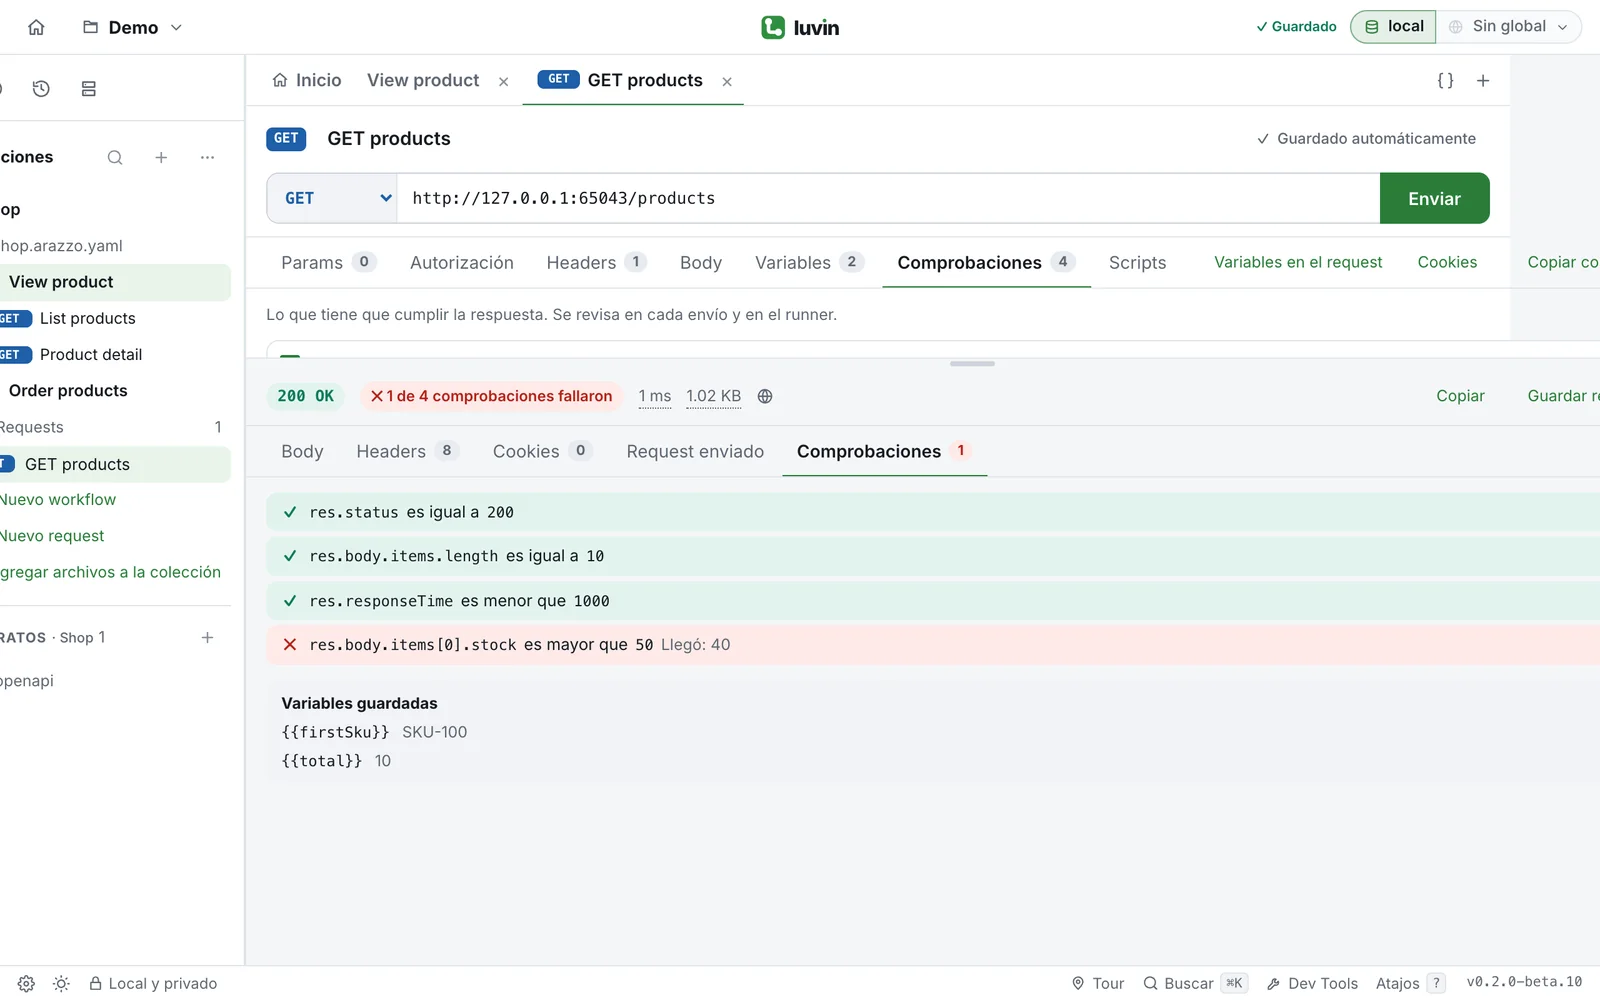 Demo
luvin
Guardado
local
Sin global
Inicio
View product
GET GET products
{}
ciones
GET GET products
Guardado automáticamente
GET http://127.0.0.1:65043/products Enviar
op
hop.arazzo.yaml
View product
GET List products
GET Product detail
Order products
Requests 1
T GET products
Nuevo workflow
Nuevo request
gregar archivos a la colección
RATOS · Shop 1
openapi
Params 0 Autorización Headers 1 Body Variables 2 Comprobaciones 4 Scripts Variables en el request Cookies Copiar co
Lo que tiene que cumplir la respuesta. Se revisa en cada envío y en el runner.
200 OK 1 de 4 comprobaciones fallaron 1 ms 1.02 KB Copiar Guardar re
Body Headers 8 Cookies 0 Request enviado Comprobaciones 1
res.status es igual a 200
res.body.items.length es igual a 10
res.responseTime es menor que 1000
res.body.items[0].stock es mayor que 50 Llegó: 40
Variables guardadas
{{firstSku}} SKU-100
{{total}} 10
Local y privado
Tour Buscar ⌘K Dev Tools Atajos ? v0.2.0-beta.10